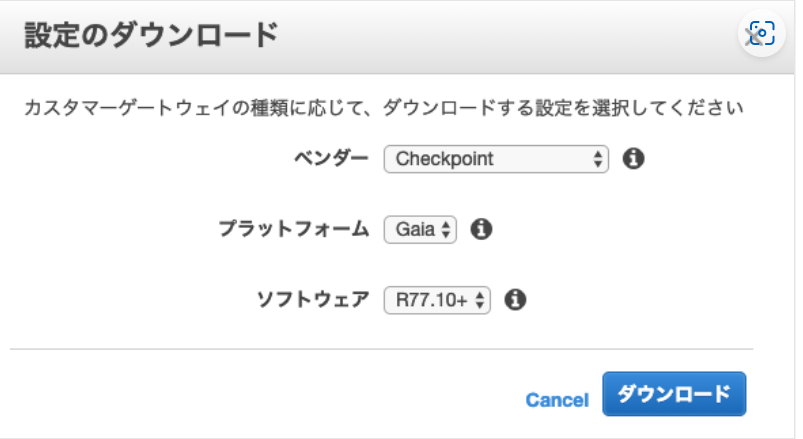 設定のダウンロード
カスタマーゲートウェイの種類に応じて、ダウンロードする設定を選択してください
ベンダー Checkpoint
プラットフォーム Gaia
ソフトウェア R77.10+
Cancel ダウンロード